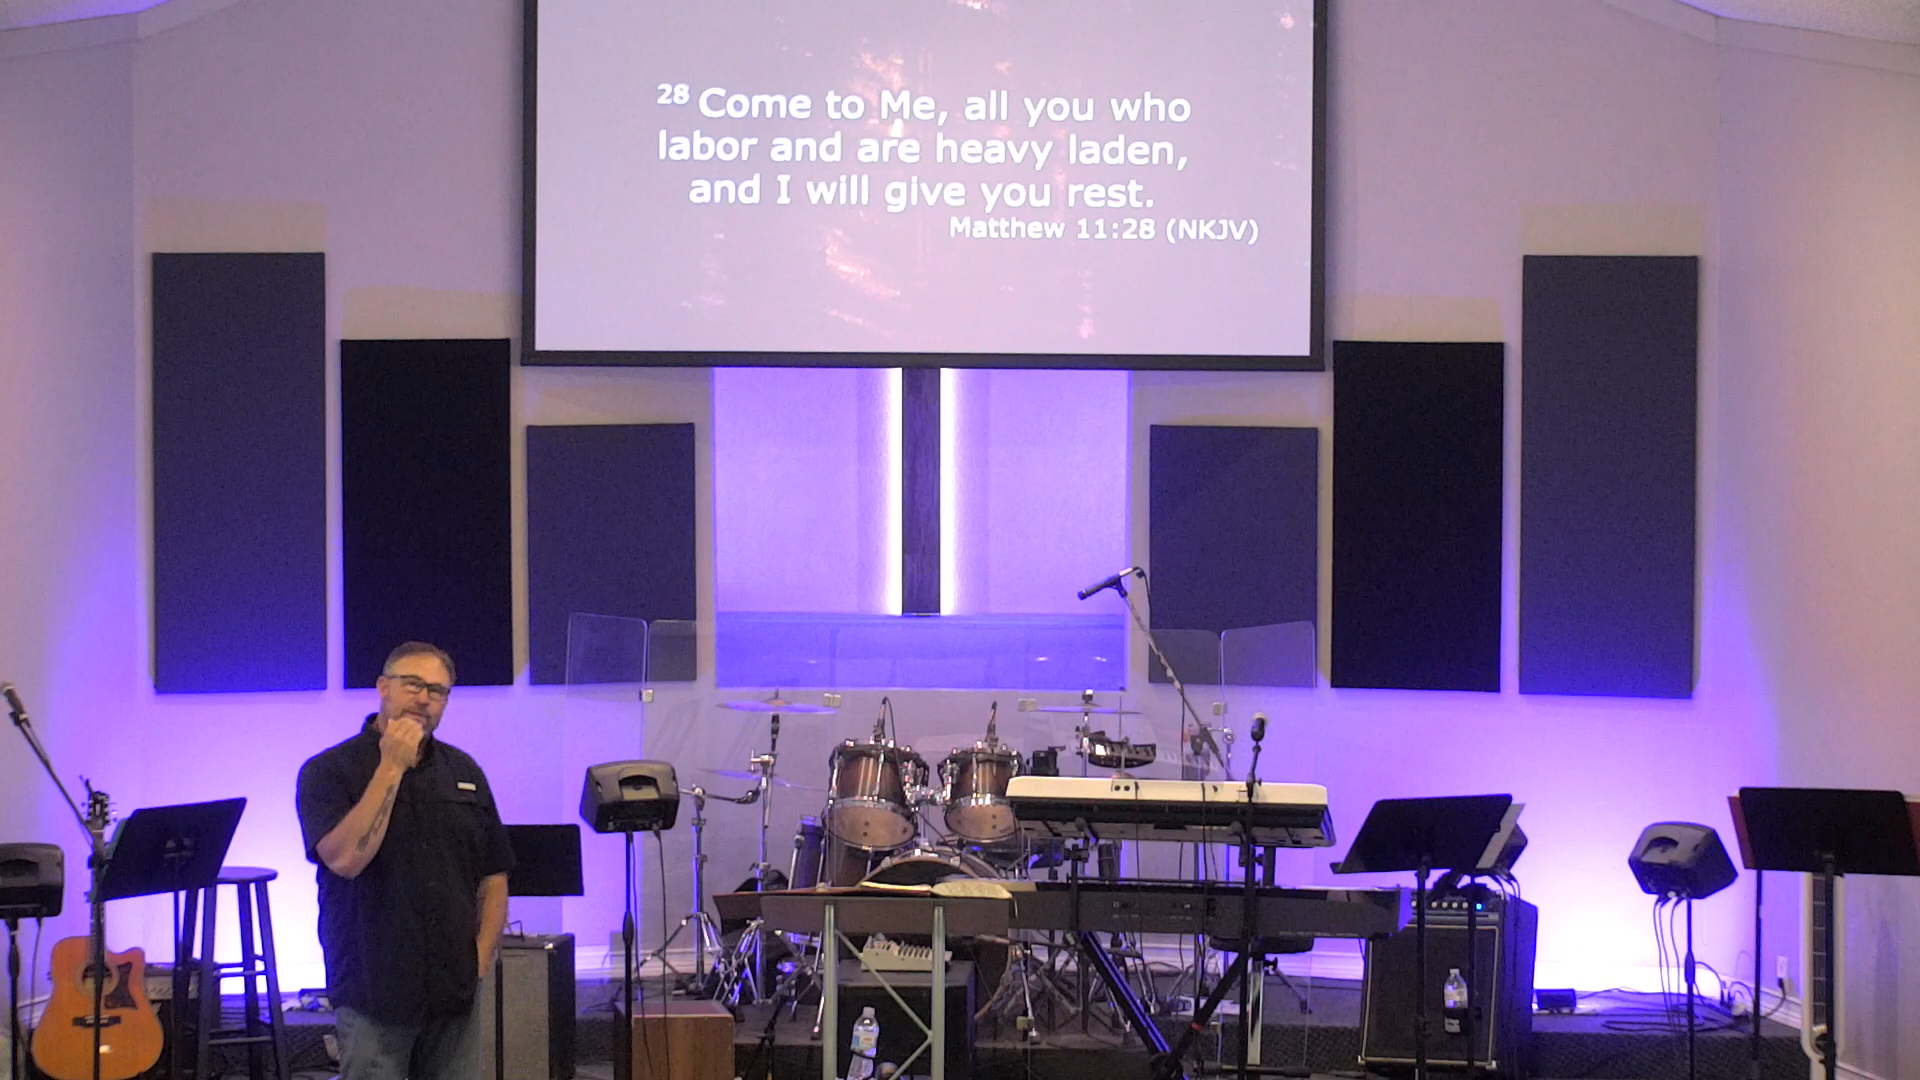 28 Come to Me, all you who
labor and are heavy laden,
and I will give you rest.
Matthew 11:28 (NKJV)